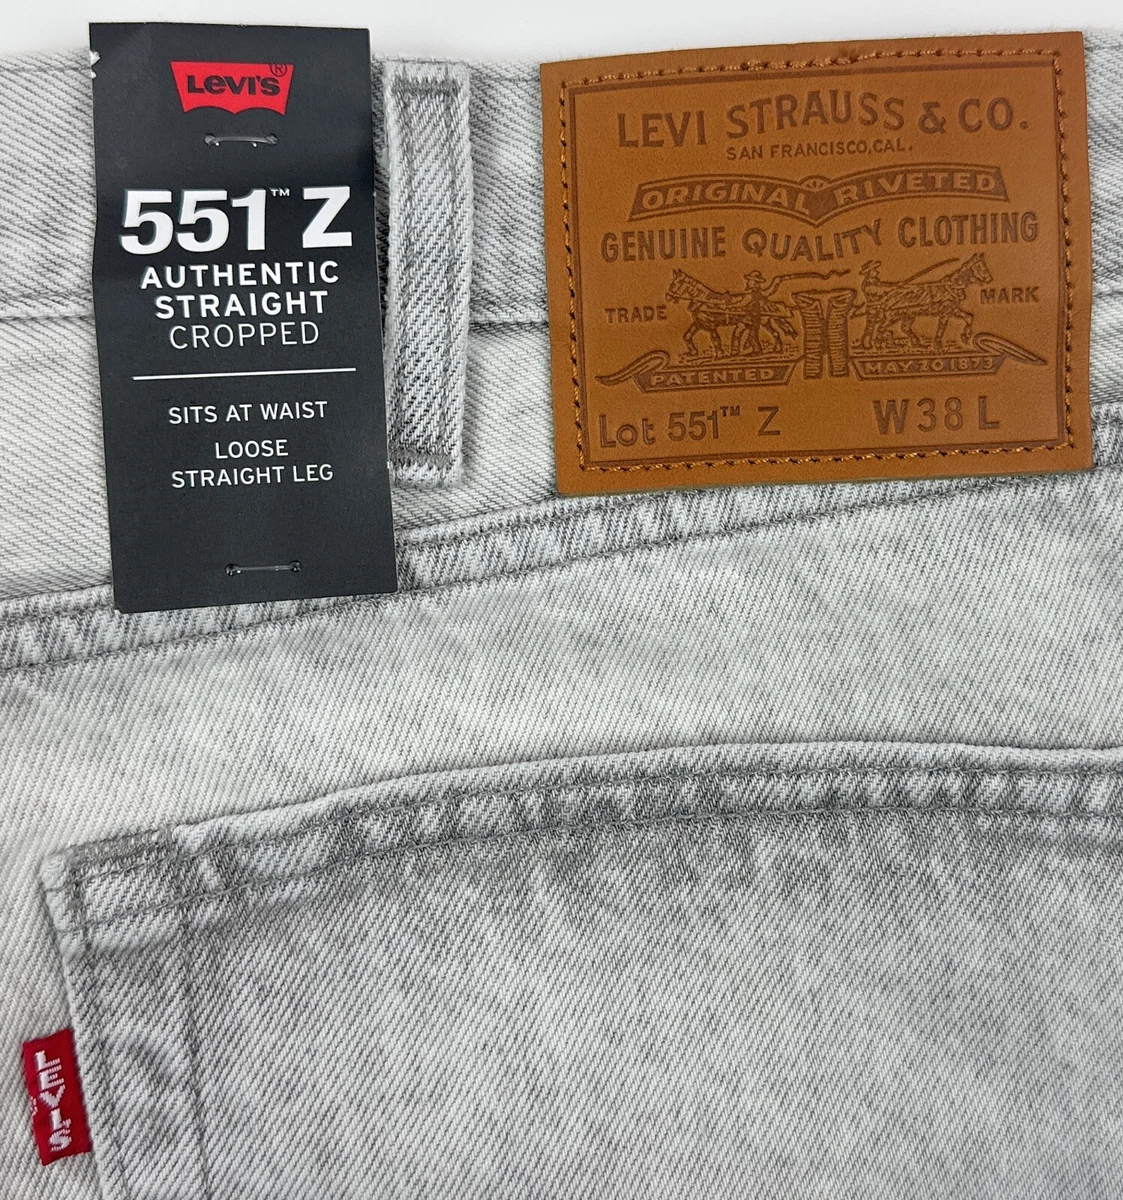 LEVI'S®
551™ Z
AUTHENTIC
STRAIGHT
CROPPED
SITS AT WAIST
LOOSE
STRAIGHT LEG
LEVI STRAUSS & CO.
SAN FRANCISCO, CAL.
ORIGINAL RIVETED
GENUINE QUALITY CLOTHING
TRADE MARK
PATENTED MAY 20 1873
Lot 551™ Z W38 L
LEVI'S